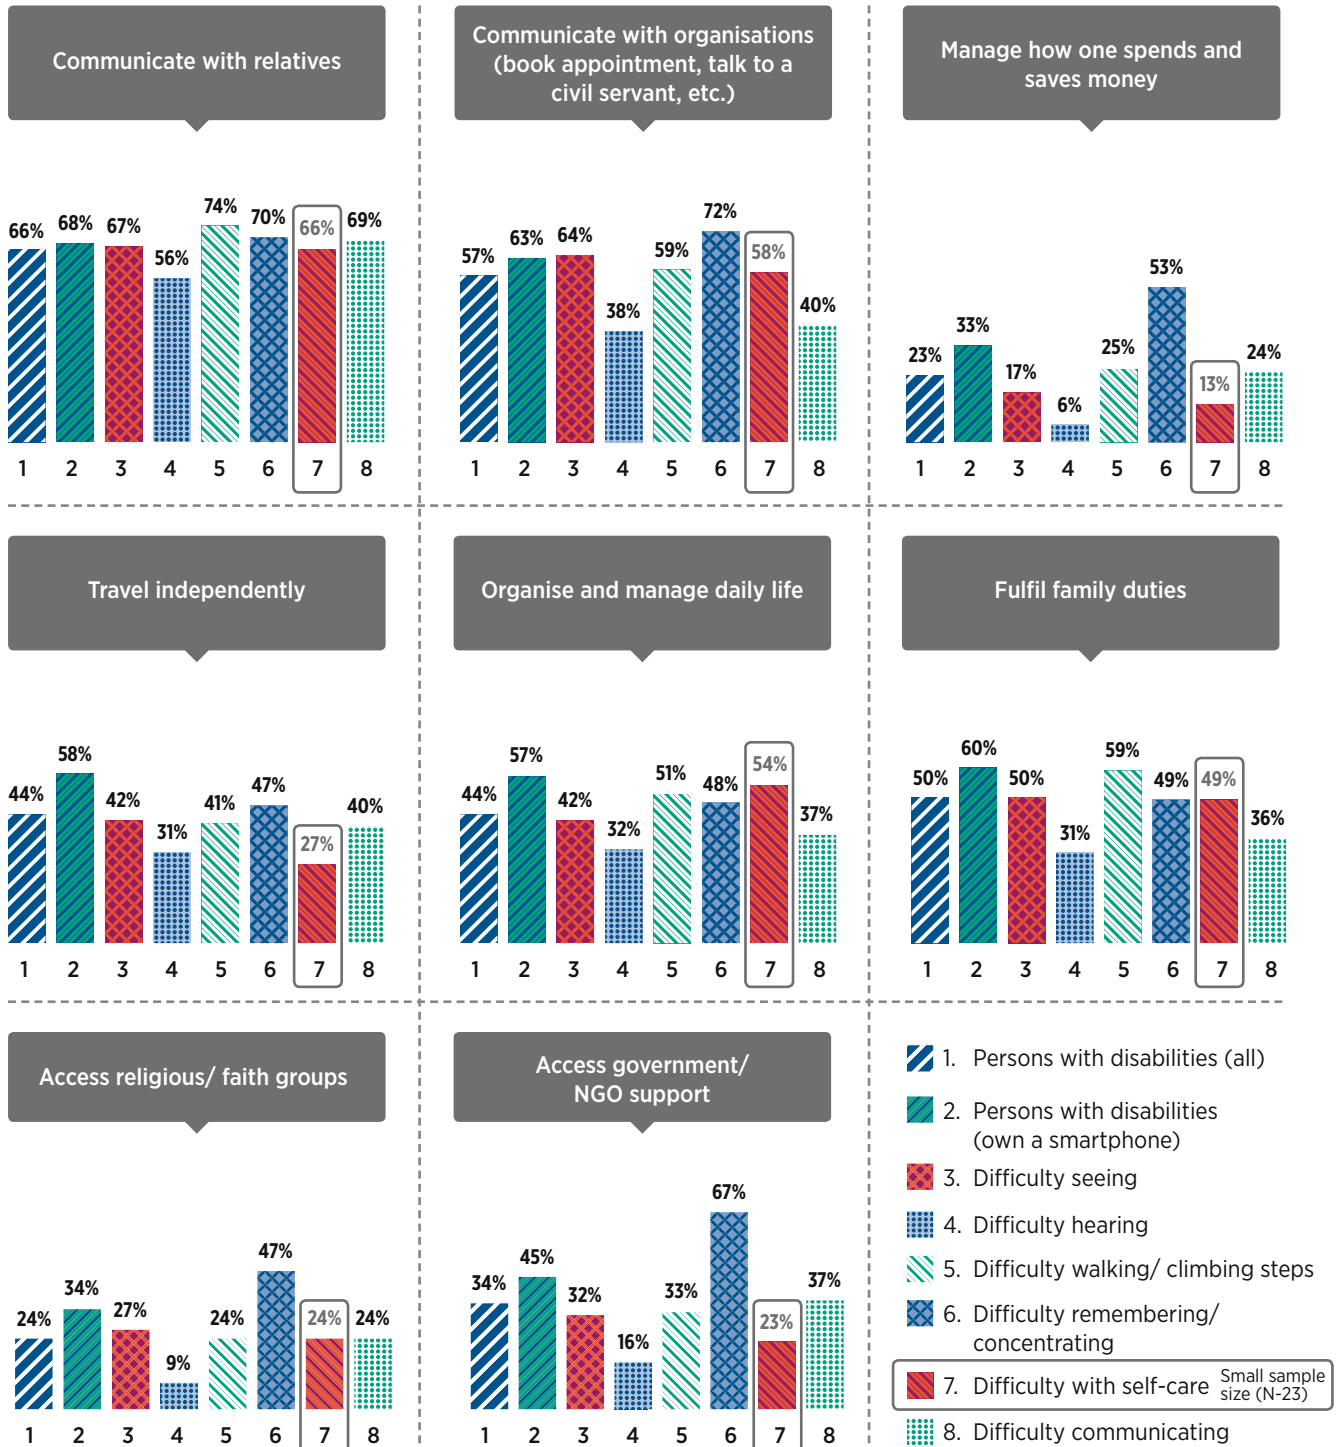 Communicate with relatives
66%
68%
67%
56%
74%
70%
66%
69%
1 2 3 4 5 6 7 8
Communicate with organisations
(book appointment, talk to a
civil servant, etc.)
57%
63%
64%
38%
59%
72%
58%
40%
1 2 3 4 5 6 7 8
Manage how one spends and
saves money
23%
33%
17%
6%
25%
53%
13%
24%
1 2 3 4 5 6 7 8
Travel independently
44%
58%
42%
31%
41%
47%
27%
40%
1 2 3 4 5 6 7 8
Organise and manage daily life
44%
57%
42%
32%
51%
48%
54%
37%
1 2 3 4 5 6 7 8
Fulfil family duties
50%
60%
50%
31%
59%
49%
49%
36%
1 2 3 4 5 6 7 8
Access religious/ faith groups
24%
34%
27%
9%
24%
47%
24%
24%
1 2 3 4 5 6 7 8
Access government/
NGO support
34%
45%
32%
16%
33%
67%
23%
37%
1 2 3 4 5 6 7 8
1. Persons with disabilities (all)
2. Persons with disabilities
(own a smartphone)
3. Difficulty seeing
4. Difficulty hearing
5. Difficulty walking/ climbing steps
6. Difficulty remembering/
concentrating
7. Difficulty with self-care
Small sample
size (N-23)
8. Difficulty communicating